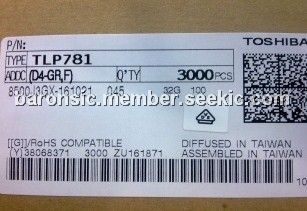 P/N:
TOSHIBA
TYPE TLP781
ADDC (D4-GR,F) Q'TY 3000 PCS
8500J3GX-161021 045 32G 100
baronsic.member.seekic.com
[[G]]/RoHS COMPATIBLE DIFFUSED IN TAIWAN
(Y)38068371 3000 ZU161871 ASSEMBLED IN TAIWAN
10